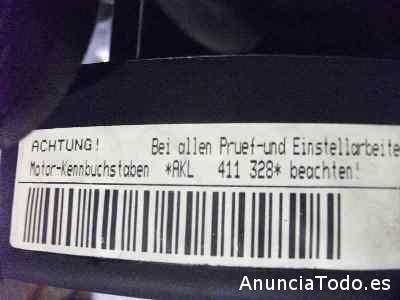 ACHTUNG! Bei allen Pruef-und Einstellarbeite
Motor-Kennbuchstaben *AKL 411 328* beachten!
AnunciaTodo.es